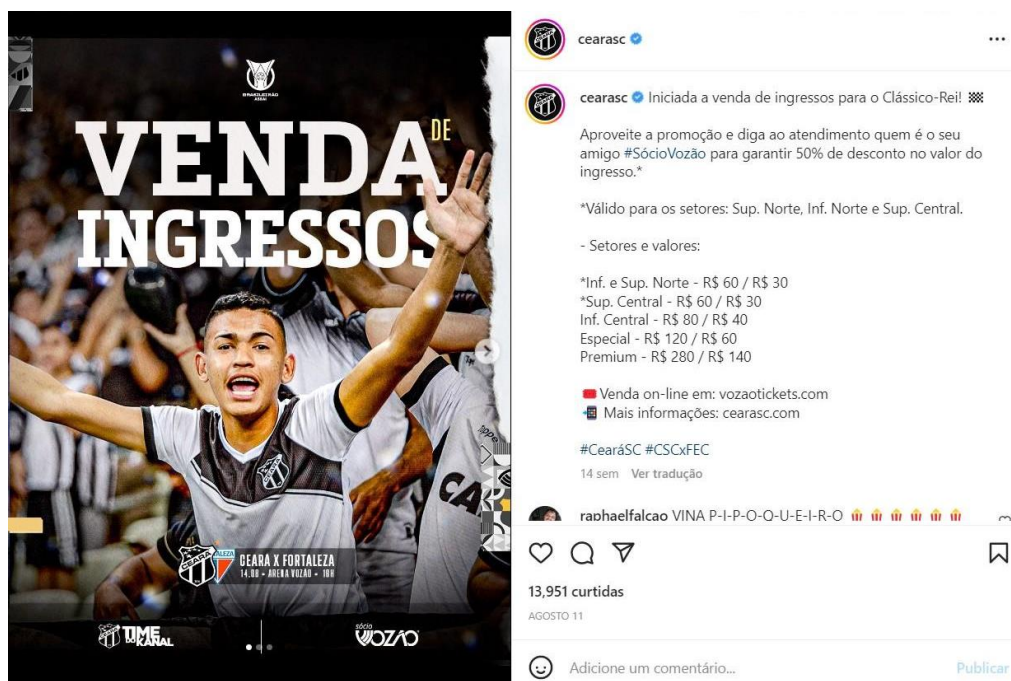 BRASILEIRÃO
ASSAÍ
VENDA DE
INGRESSOS
CEARÁ
ALEZA
CEARA X FORTALEZA
14.08 - ARENA VOZÃO - 18H
TIME
DO KANAL
sócio
VOZÃO
cearasc
cearasc Iniciada a venda de ingressos para o Clássico-Rei! 🏁
Aproveite a promoção e diga ao atendimento quem é o seu
amigo #SócioVozão para garantir 50% de desconto no valor do
ingresso.*
*Válido para os setores: Sup. Norte, Inf. Norte e Sup. Central.
- Setores e valores:
*Inf. e Sup. Norte - R$ 60 / R$ 30
*Sup. Central - R$ 60 / R$ 30
Inf. Central - R$ 80 / R$ 40
Especial - R$ 120 / R$ 60
Premium - R$ 280 / R$ 140
🎟️ Venda on-line em: vozaotickets.com
📲 Mais informações: cearasc.com
#CearáSC #CSCxFEC
14 sem Ver tradução
raphaelfalcao VINA P-I-P-O-Q-U-E-I-R-O 🍿🍿🍿🍿🍿🍿
13,951 curtidas
AGOSTO 11
Adicione um comentário...
Publicar